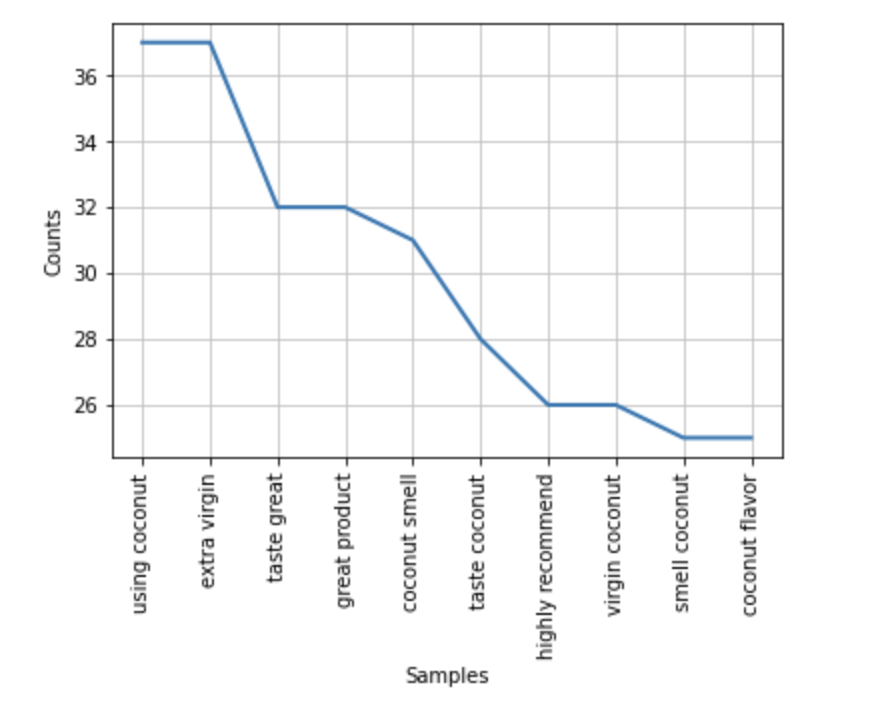 36
34
32
30
28
26
Counts
using coconut
extra virgin
taste great
great product
coconut smell
taste coconut
highly recommend
virgin coconut
smell coconut
coconut flavor
Samples